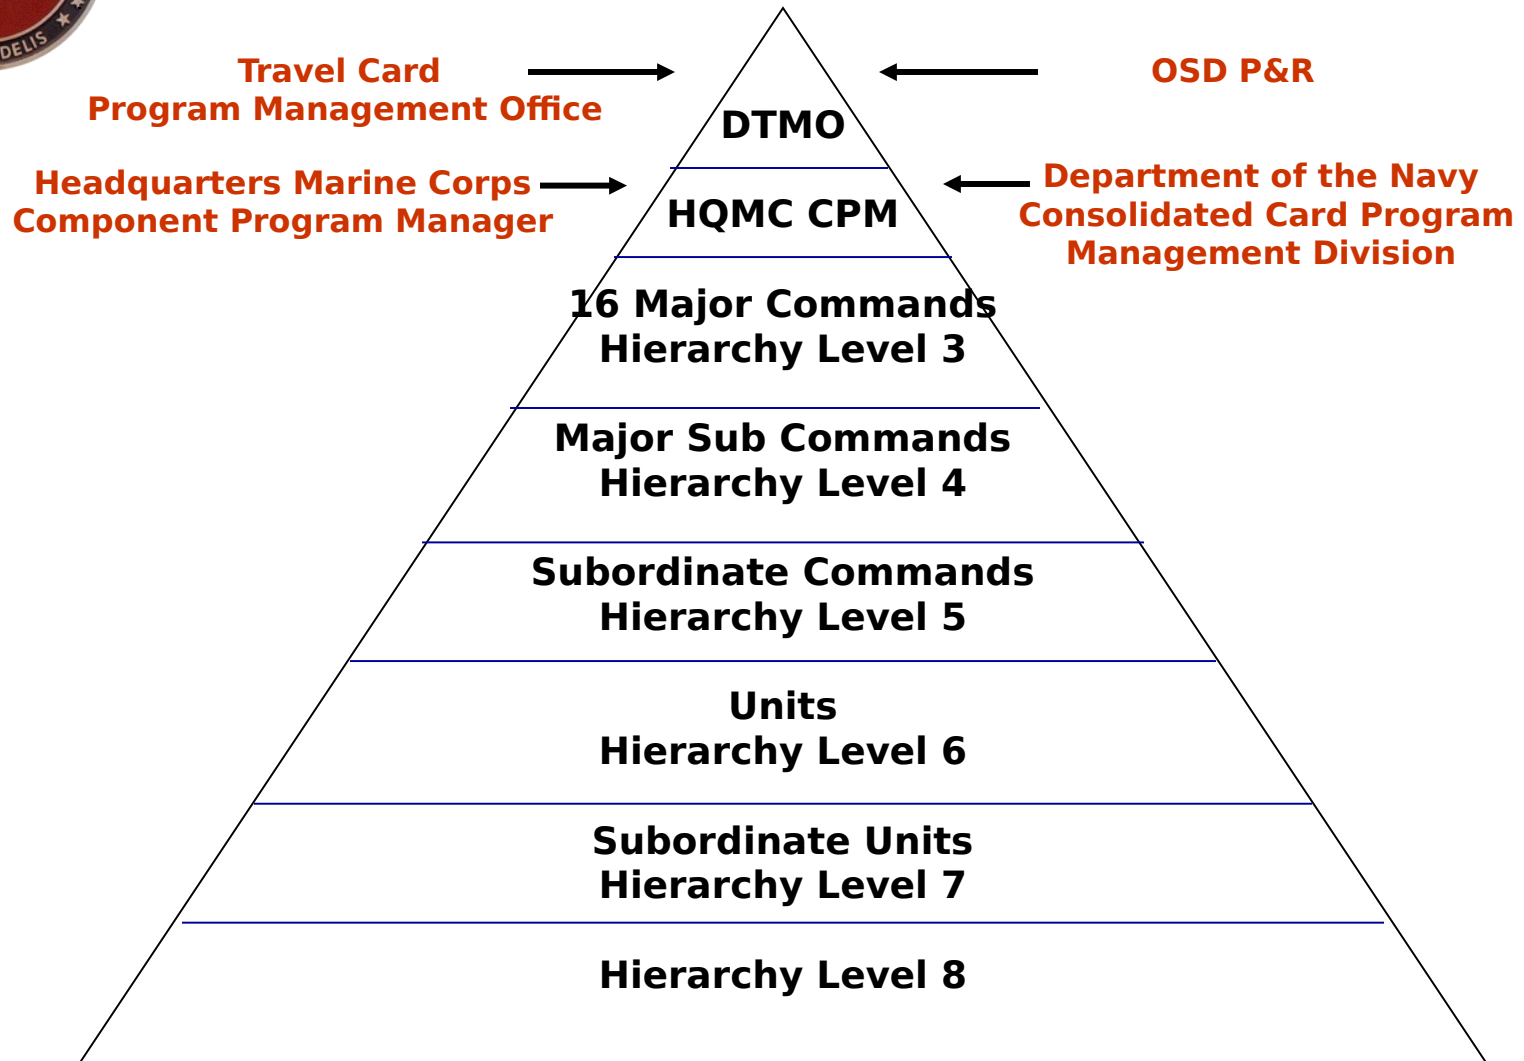 DELIS
Travel Card
Program Management Office
OSD P&R
DTMO
Headquarters Marine Corps
Component Program Manager
Department of the Navy
Consolidated Card Program
Management Division
HQMC CPM
16 Major Commands
Hierarchy Level 3
Major Sub Commands
Hierarchy Level 4
Subordinate Commands
Hierarchy Level 5
Units
Hierarchy Level 6
Subordinate Units
Hierarchy Level 7
Hierarchy Level 8